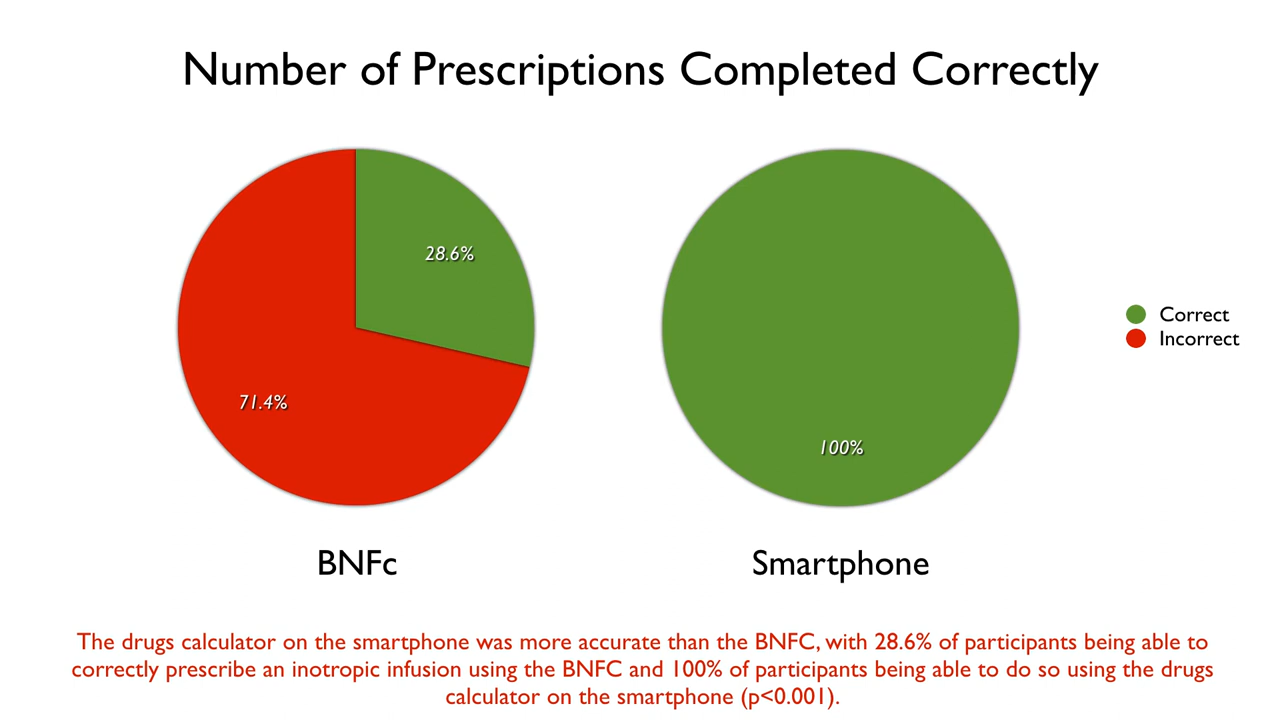 Number of Prescriptions Completed Correctly
28.6%
71.4%
100%
Correct
Incorrect
BNFc
Smartphone
The drugs calculator on the smartphone was more accurate than the BNFC, with 28.6% of participants being able to
correctly prescribe an inotropic infusion using the BNFC and 100% of participants being able to do so using the drugs
calculator on the smartphone (p<0.001).